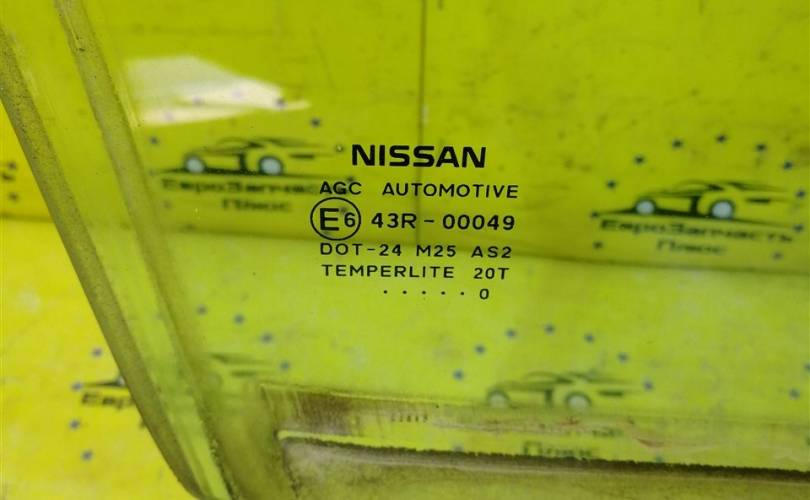 NISSAN
AGC AUTOMOTIVE
E6 43R-00049
DOT-24 M25 AS2
TEMPERLITE 20T
.....0
ЕвроЗапчасть
Плюс
ЕвроЗапчасть
Плюс